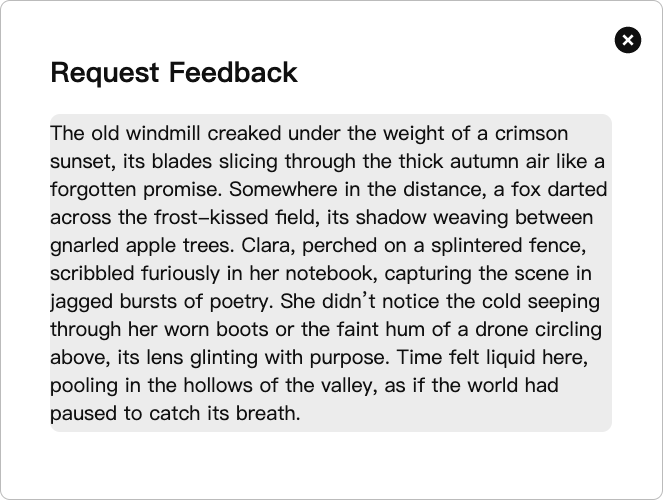 Request Feedback
The old windmill creaked under the weight of a crimson
sunset, its blades slicing through the thick autumn air like a
forgotten promise. Somewhere in the distance, a fox darted
across the frost–kissed field, its shadow weaving between
gnarled apple trees. Clara, perched on a splintered fence,
scribbled furiously in her notebook, capturing the scene in
jagged bursts of poetry. She didn’t notice the cold seeping
through her worn boots or the faint hum of a drone circling
above, its lens glinting with purpose. Time felt liquid here,
pooling in the hollows of the valley, as if the world had
paused to catch its breath.